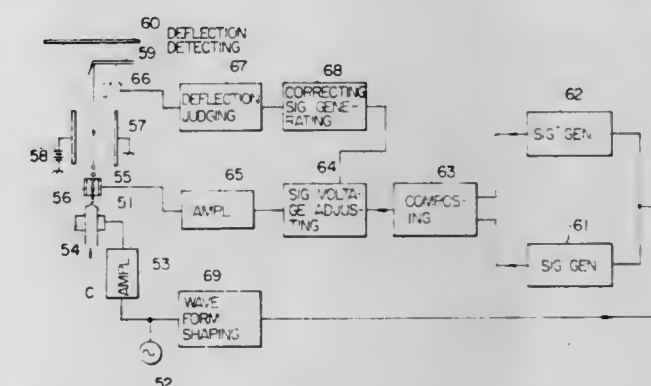 60 DEFLECTION
DETECTING
59
66
67
68
DEFLECTION
JUDGING
CORRECTING
SIG GENE-
RATING
62
SIG GEN
57
58
56
55
51
65
AMPL
64
SIG VOLTA-
GE ADJUS-
TING
63
COMPOS-
ING
54
53
AMPL
C
69
WAVE
FORM
SHAPING
61
SIG GEN
52